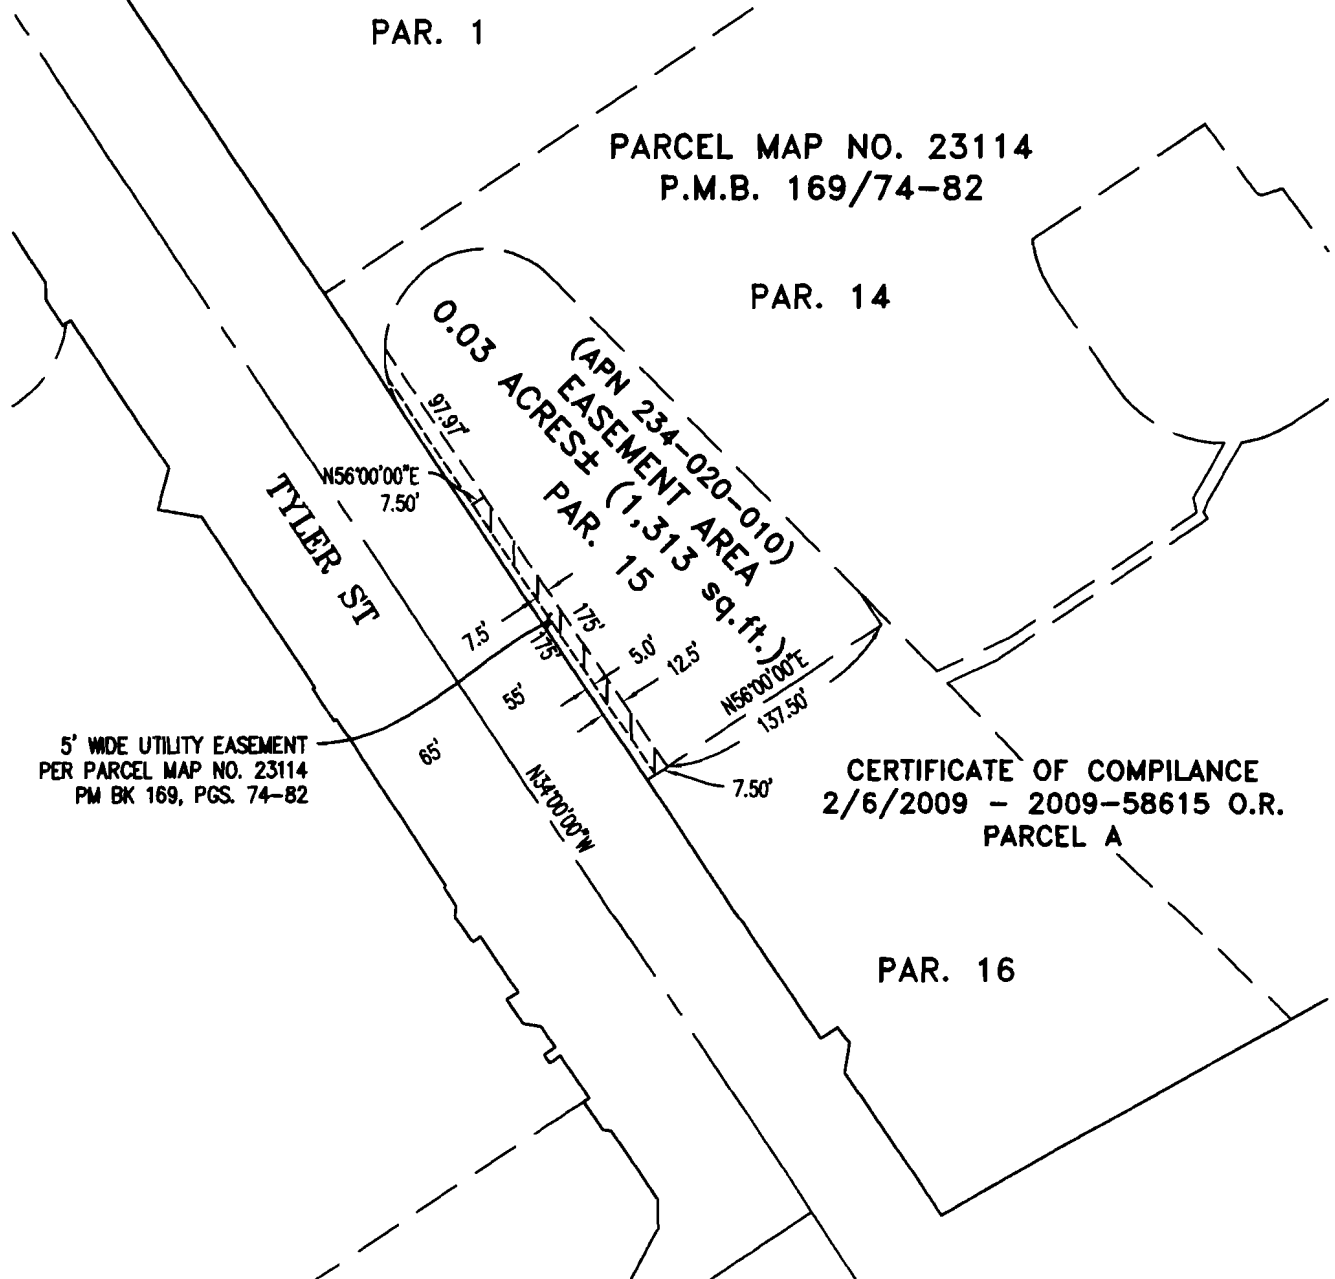 PAR. 1
PARCEL MAP NO. 23114
P.M.B. 169/74-82
PAR. 14
(APN 234-020-010)
EASEMENT AREA
0.03 ACRES± (1,313 sq.ft.)
PAR. 15
97.97'
N56°00'00"E
7.50'
TYLER ST
175'
175'
7.5'
5.0'
12.5'
55'
65'
N56°00'00"E
137.50'
7.50'
N34°00'00"W
5' WIDE UTILITY EASEMENT
PER PARCEL MAP NO. 23114
PM BK 169, PGS. 74-82
CERTIFICATE OF COMPILANCE
2/6/2009 - 2009-58615 O.R.
PARCEL A
PAR. 16